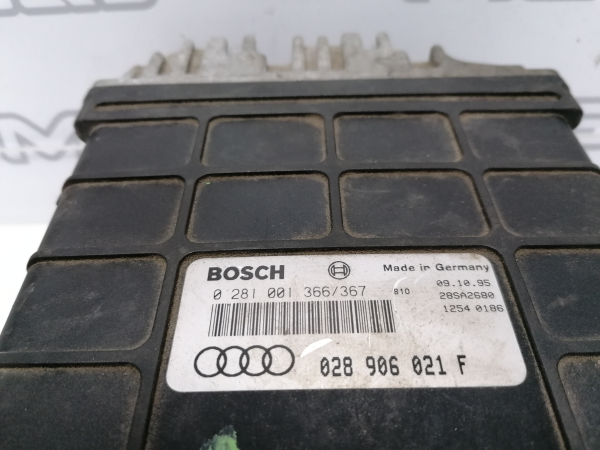 BOSCH Made in Germany
0 281 001 366/367 810 09.10.95
28SA2680
1254 0186
028 906 021 F